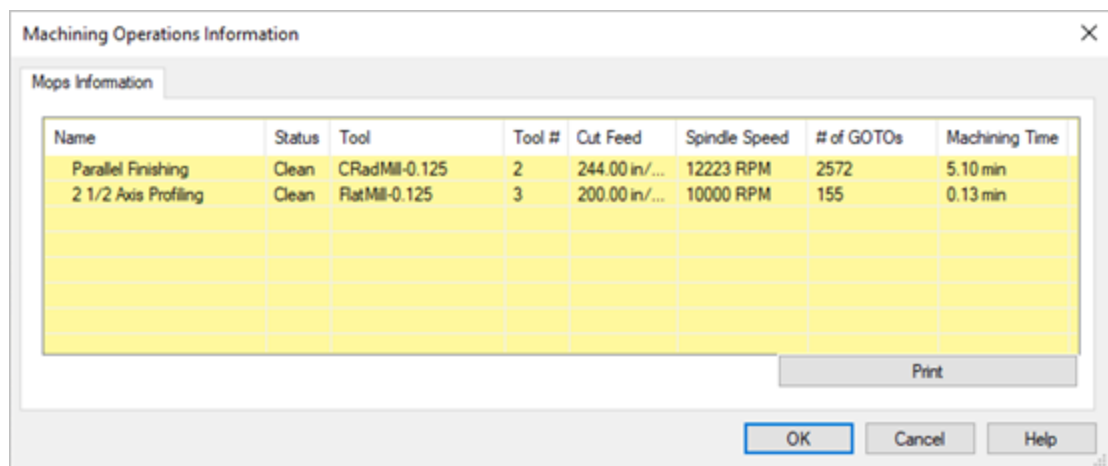 Machining Operations Information
Mops Information
Name Status Tool Tool # Cut Feed Spindle Speed # of GOTOs Machining Time
Parallel Finishing Clean CRadMill-0.125 2 244.00 in/... 12223 RPM 2572 5.10 min
2 1/2 Axis Profiling Clean FlatMill-0.125 3 200.00 in/... 10000 RPM 155 0.13 min
Print
OK Cancel Help